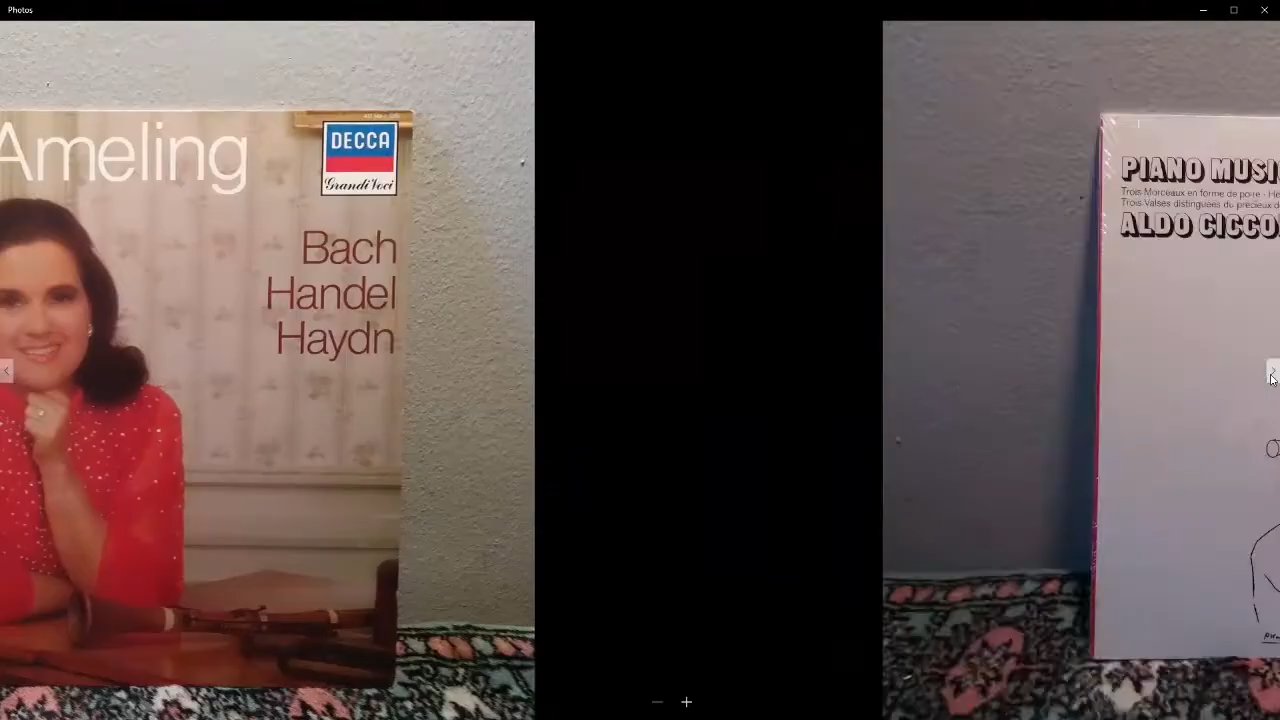 Photos
Ameling
DECCA
Grandi Voci
Bach
Handel
Haydn
PIANO MUSI
Trois Morceaux en forme de poire - He
Trois Valses distinguées du précieux d
ALDO CICCO